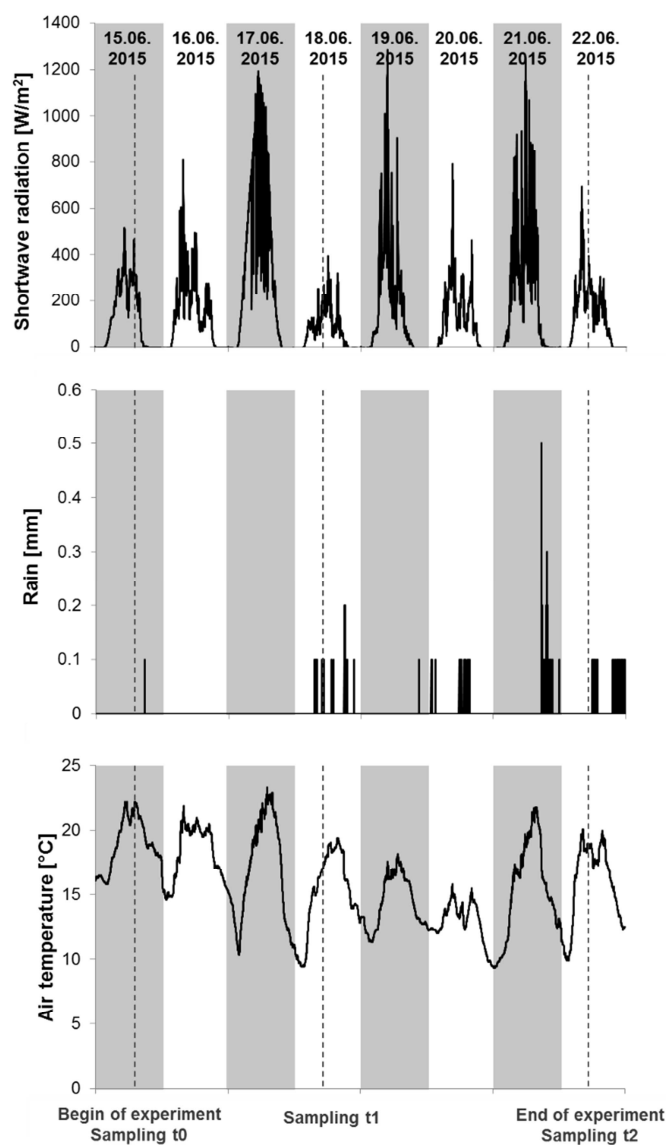 1400
1200
1000
800
600
400
200
0
Shortwave radiation [W/m²]
15.06. 16.06. 17.06. 18.06. 19.06. 20.06. 21.06. 22.06.
2015 2015 2015 2015 2015 2015 2015 2015
0.6
0.5
0.4
0.3
0.2
0.1
0
Rain [mm]
25
20
15
10
5
0
Air temperature [°C]
Begin of experiment
Sampling t0
Sampling t1
End of experiment
Sampling t2